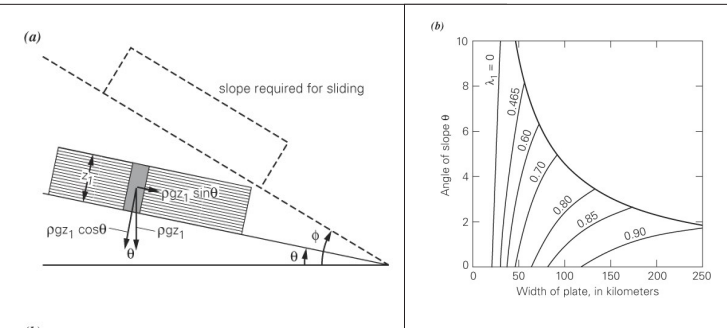 (a)
slope required for sliding
z₁
ρgz₁ sinθ
ρgz₁ cosθ
ρgz₁
θ
θ
ϕ
(b)
Angle of slope θ
10
8
6
4
2
0
λ₁ = 0
0.465
0.60
0.70
0.80
0.85
0.90
0 50 100 150 200 250
Width of plate, in kilometers